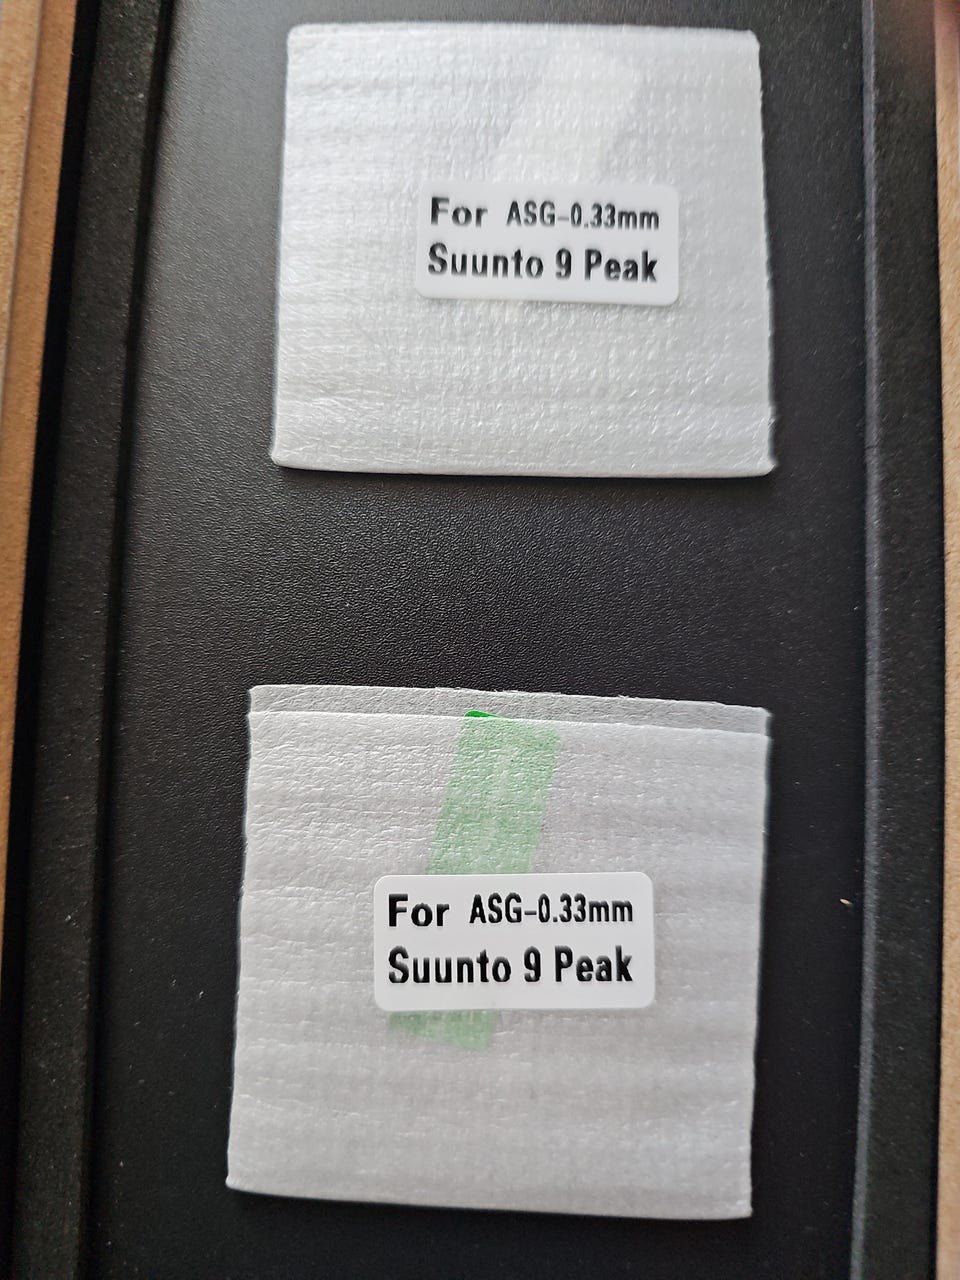 For ASG-0.33mm
Suunto 9 Peak
For ASG-0.33mm
Suunto 9 Peak